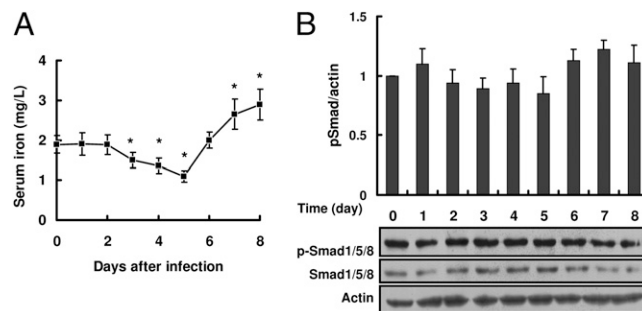 A
Serum iron (mg/L)
4
3
2
1
0
* * * * *
0 2 4 6 8
Days after infection
B
pSmad/actin
1.5
1
0.5
Time (day)
0 1 2 3 4 5 6 7 8
p-Smad1/5/8
Smad1/5/8
Actin